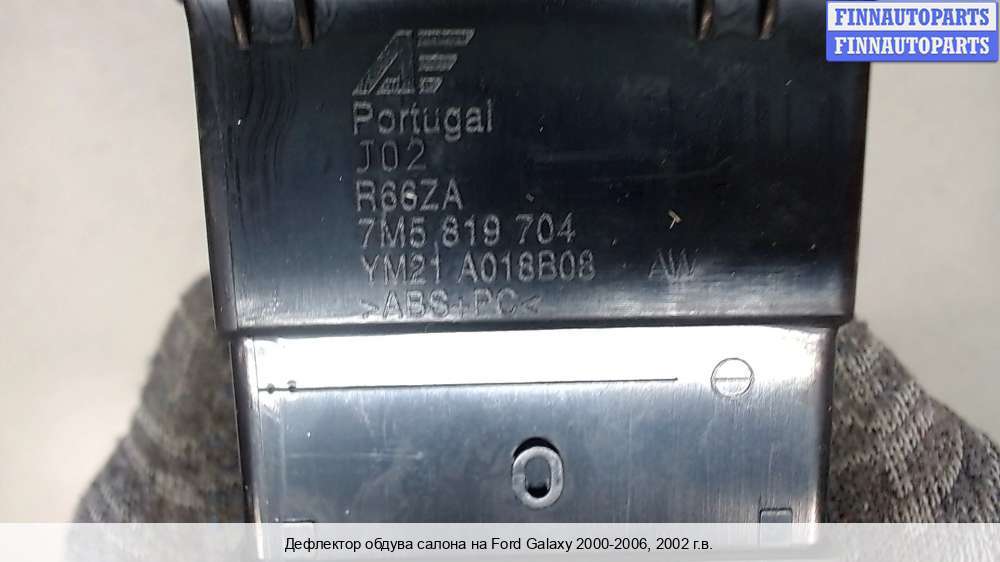 FINNAUTOPARTS
FINNAUTOPARTS
AF
Portugal
J02
R66ZA
7M5 819 704
YM21 A018B08 AW
>ABS+PC<
Дефлектор обдува салона на Ford Galaxy 2000-2006, 2002 г.в.